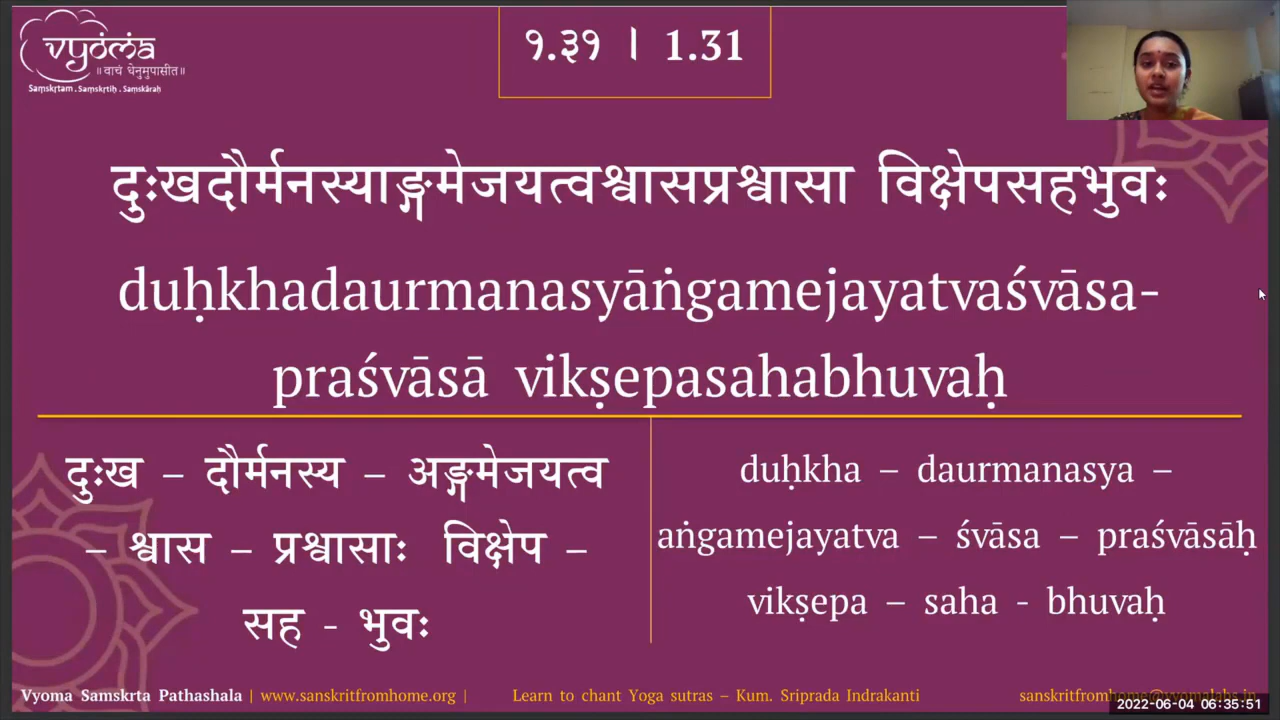 vyoma
॥ वाचं धेनुमुपासीत॥
Saṃskṛtam . Saṃskṛtiḥ . Saṃskāraḥ
१.३१ । 1.31
दुःखदौर्मनस्याङ्गमेजयत्वश्वासप्रश्वासा विक्षेपसहभुवः
duḥkhadaurmanasyāṅgamejayatvaśvāsa-
praśvāsā vikṣepasahabhuvaḥ
दुःख – दौर्मनस्य – अङ्गमेजयत्व
– श्वास – प्रश्वासाः विक्षेप –
सह - भुवः
duḥkha – daurmanasya –
aṅgamejayatva – śvāsa – praśvāsāḥ
vikṣepa – saha - bhuvaḥ
Vyoma Samskrta Pathashala | www.sanskritfromhome.org | Learn to chant Yoga sutras – Kum. Sriprada Indrakanti
2022-06-04 06:35:51